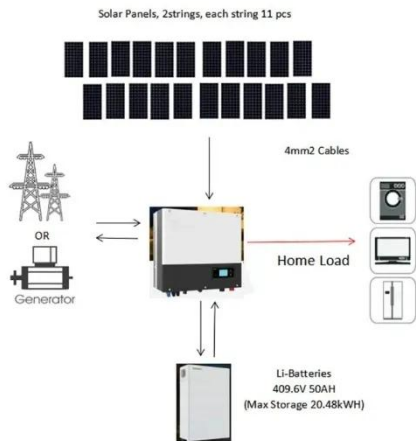 Solar Panels, 2strings, each string 11 pcs
4mm2 Cables
OR
Home Load
Generator
Li-Batteries
409.6V 50AH
(Max Storage 20.48kWH)